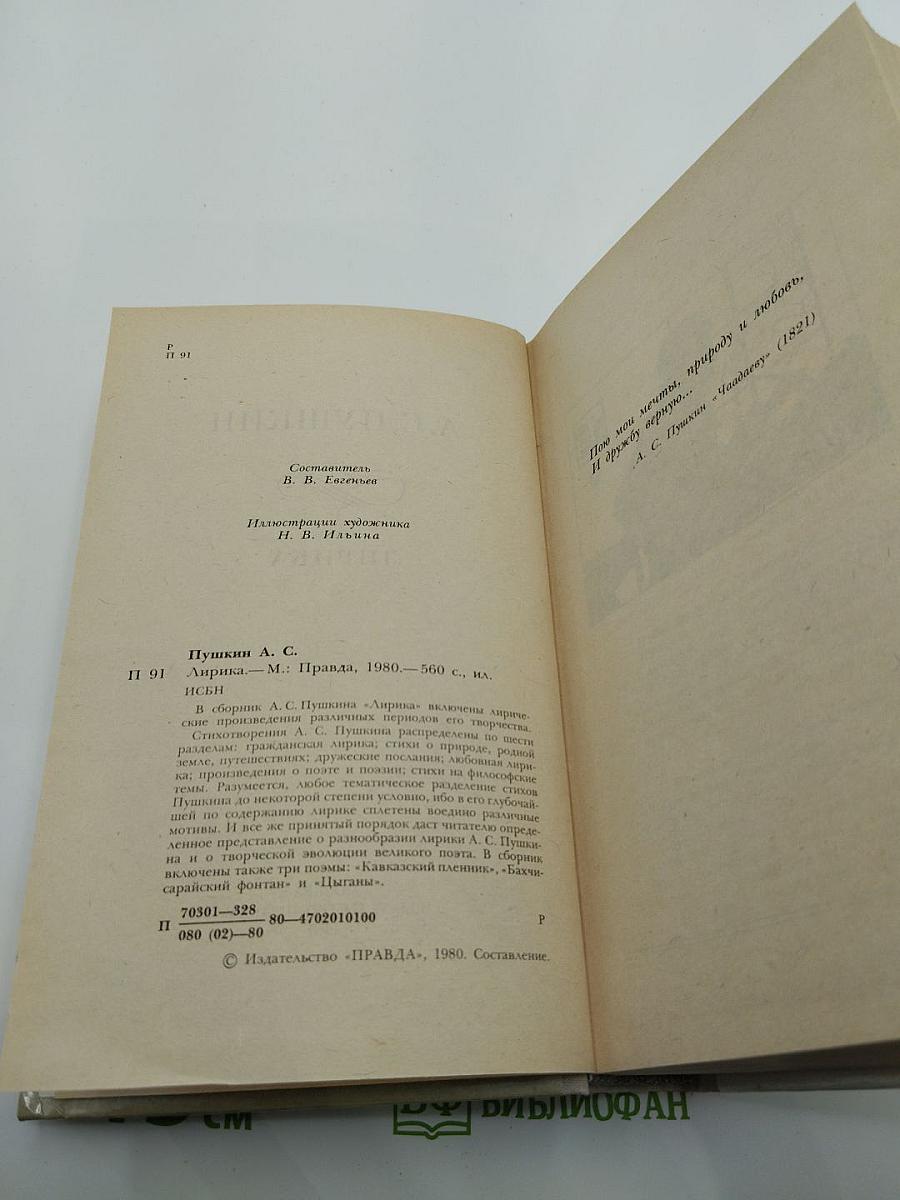 Р
П 91
Составитель
В. В. Евгеньев
Иллюстрации художника
Н. В. Ильина
Пушкин А. С.
П 91 Лирика.— М.: Правда, 1980.— 560 с., ил.
ИСБН
В сборник А. С. Пушкина «Лирика» включены лириче-
ские произведения различных периодов его творчества.
Стихотворения А. С. Пушкина распределены по шести
разделам: гражданская лирика; стихи о природе, родной
земле, путешествиях; дружеские послания; любовная лири-
ка; произведения о поэте и поэзии; стихи на философские
темы. Разумеется, любое тематическое разделение стихов
Пушкина до некоторой степени условно, ибо в его глубочай-
шей по содержанию лирике сплетены воедино различные
мотивы. И все же принятый порядок даст читателю опреде-
ленное представление о разнообразии лирики А. С. Пушки-
на и о творческой эволюции великого поэта. В сборник
включены также три поэмы: «Кавказский пленник», «Бахчи-
сарайский фонтан» и «Цыганы».
П 70301—328 80—4702010100 Р
080 (02)—80
© Издательство «ПРАВДА», 1980. Составление.
Пою мои мечты, природу и любовь,
И дружбу верную...
А. С. Пушкин «Чаадаеву» (1821)
см БФ БИБЛИОФАН